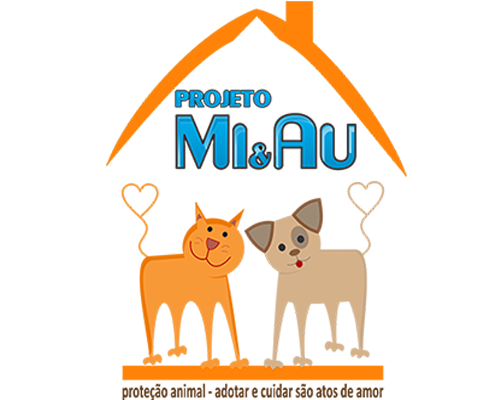 PROJETO
MI&AU
proteção animal - adotar e cuidar são atos de amor